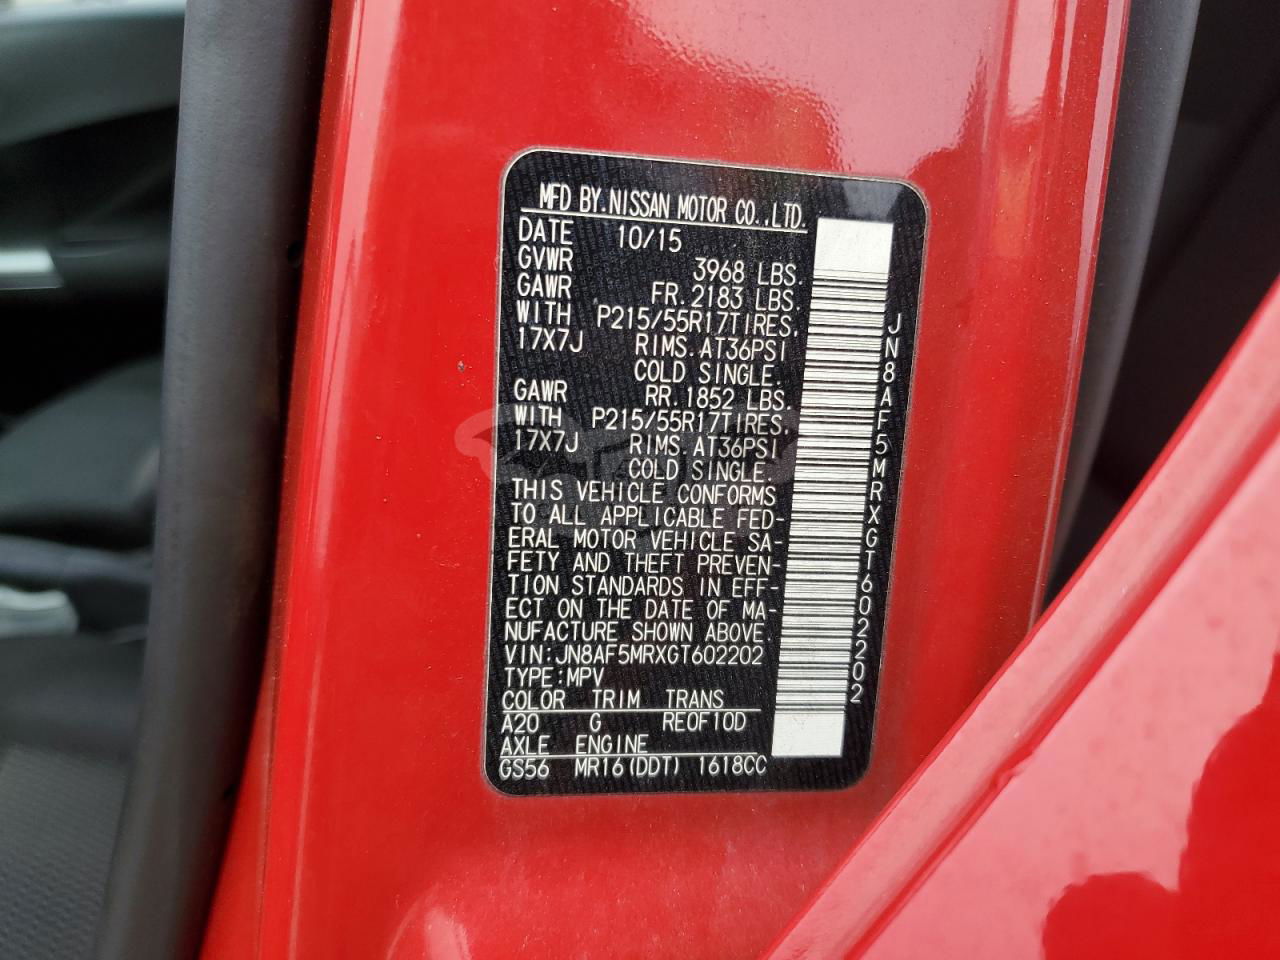 MFD BY.NISSAN MOTOR CO.,LTD.
DATE 10/15
GVWR 3968 LBS.
GAWR FR.2183 LBS.
WITH P215/55R17TIRES,
17X7J RIMS.AT36PSI
COLD SINGLE.
GAWR RR.1852 LBS.
WITH P215/55R17TIRES,
17X7J RIMS.AT36PSI
COLD SINGLE.
THIS VEHICLE CONFORMS
TO ALL APPLICABLE FED-
ERAL MOTOR VEHICLE SA-
FETY AND THEFT PREVEN-
TION STANDARDS IN EFF-
ECT ON THE DATE OF MA-
NUFACTURE SHOWN ABOVE.
VIN:JN8AF5MRXGT602202
TYPE:MPV
COLOR TRIM TRANS
A20 G RE0F10D
AXLE ENGINE
GS56 MR16(DDT) 1618CC
JN8AF5MRXGT602202